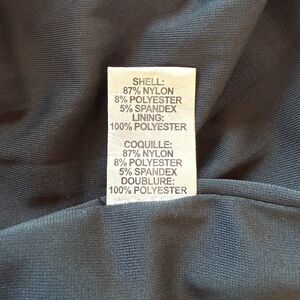 SHELL:
87% NYLON
8% POLYESTER
5% SPANDEX
LINING:
100% POLYESTER
COQUILLE:
87% NYLON
8% POLYESTER
5% SPANDEX
DOUBLURE:
100% POLYESTER